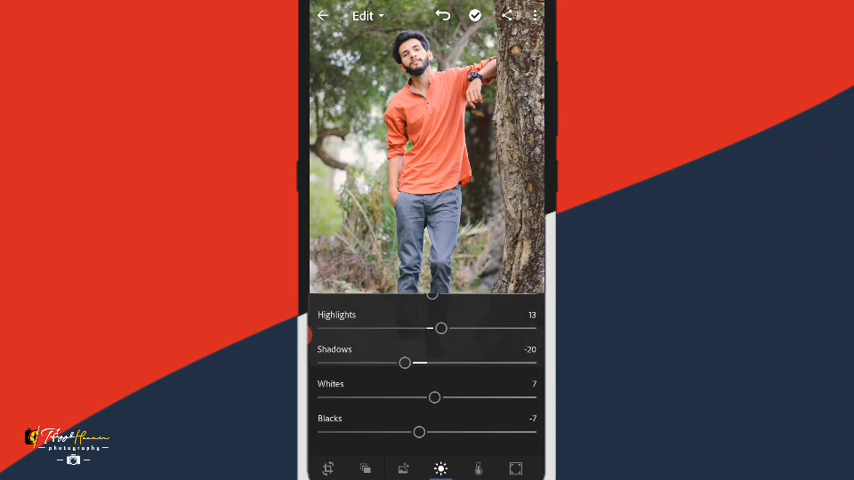 Edit
Highlights 13
Shadows -20
Whites 7
Blacks -7
photography